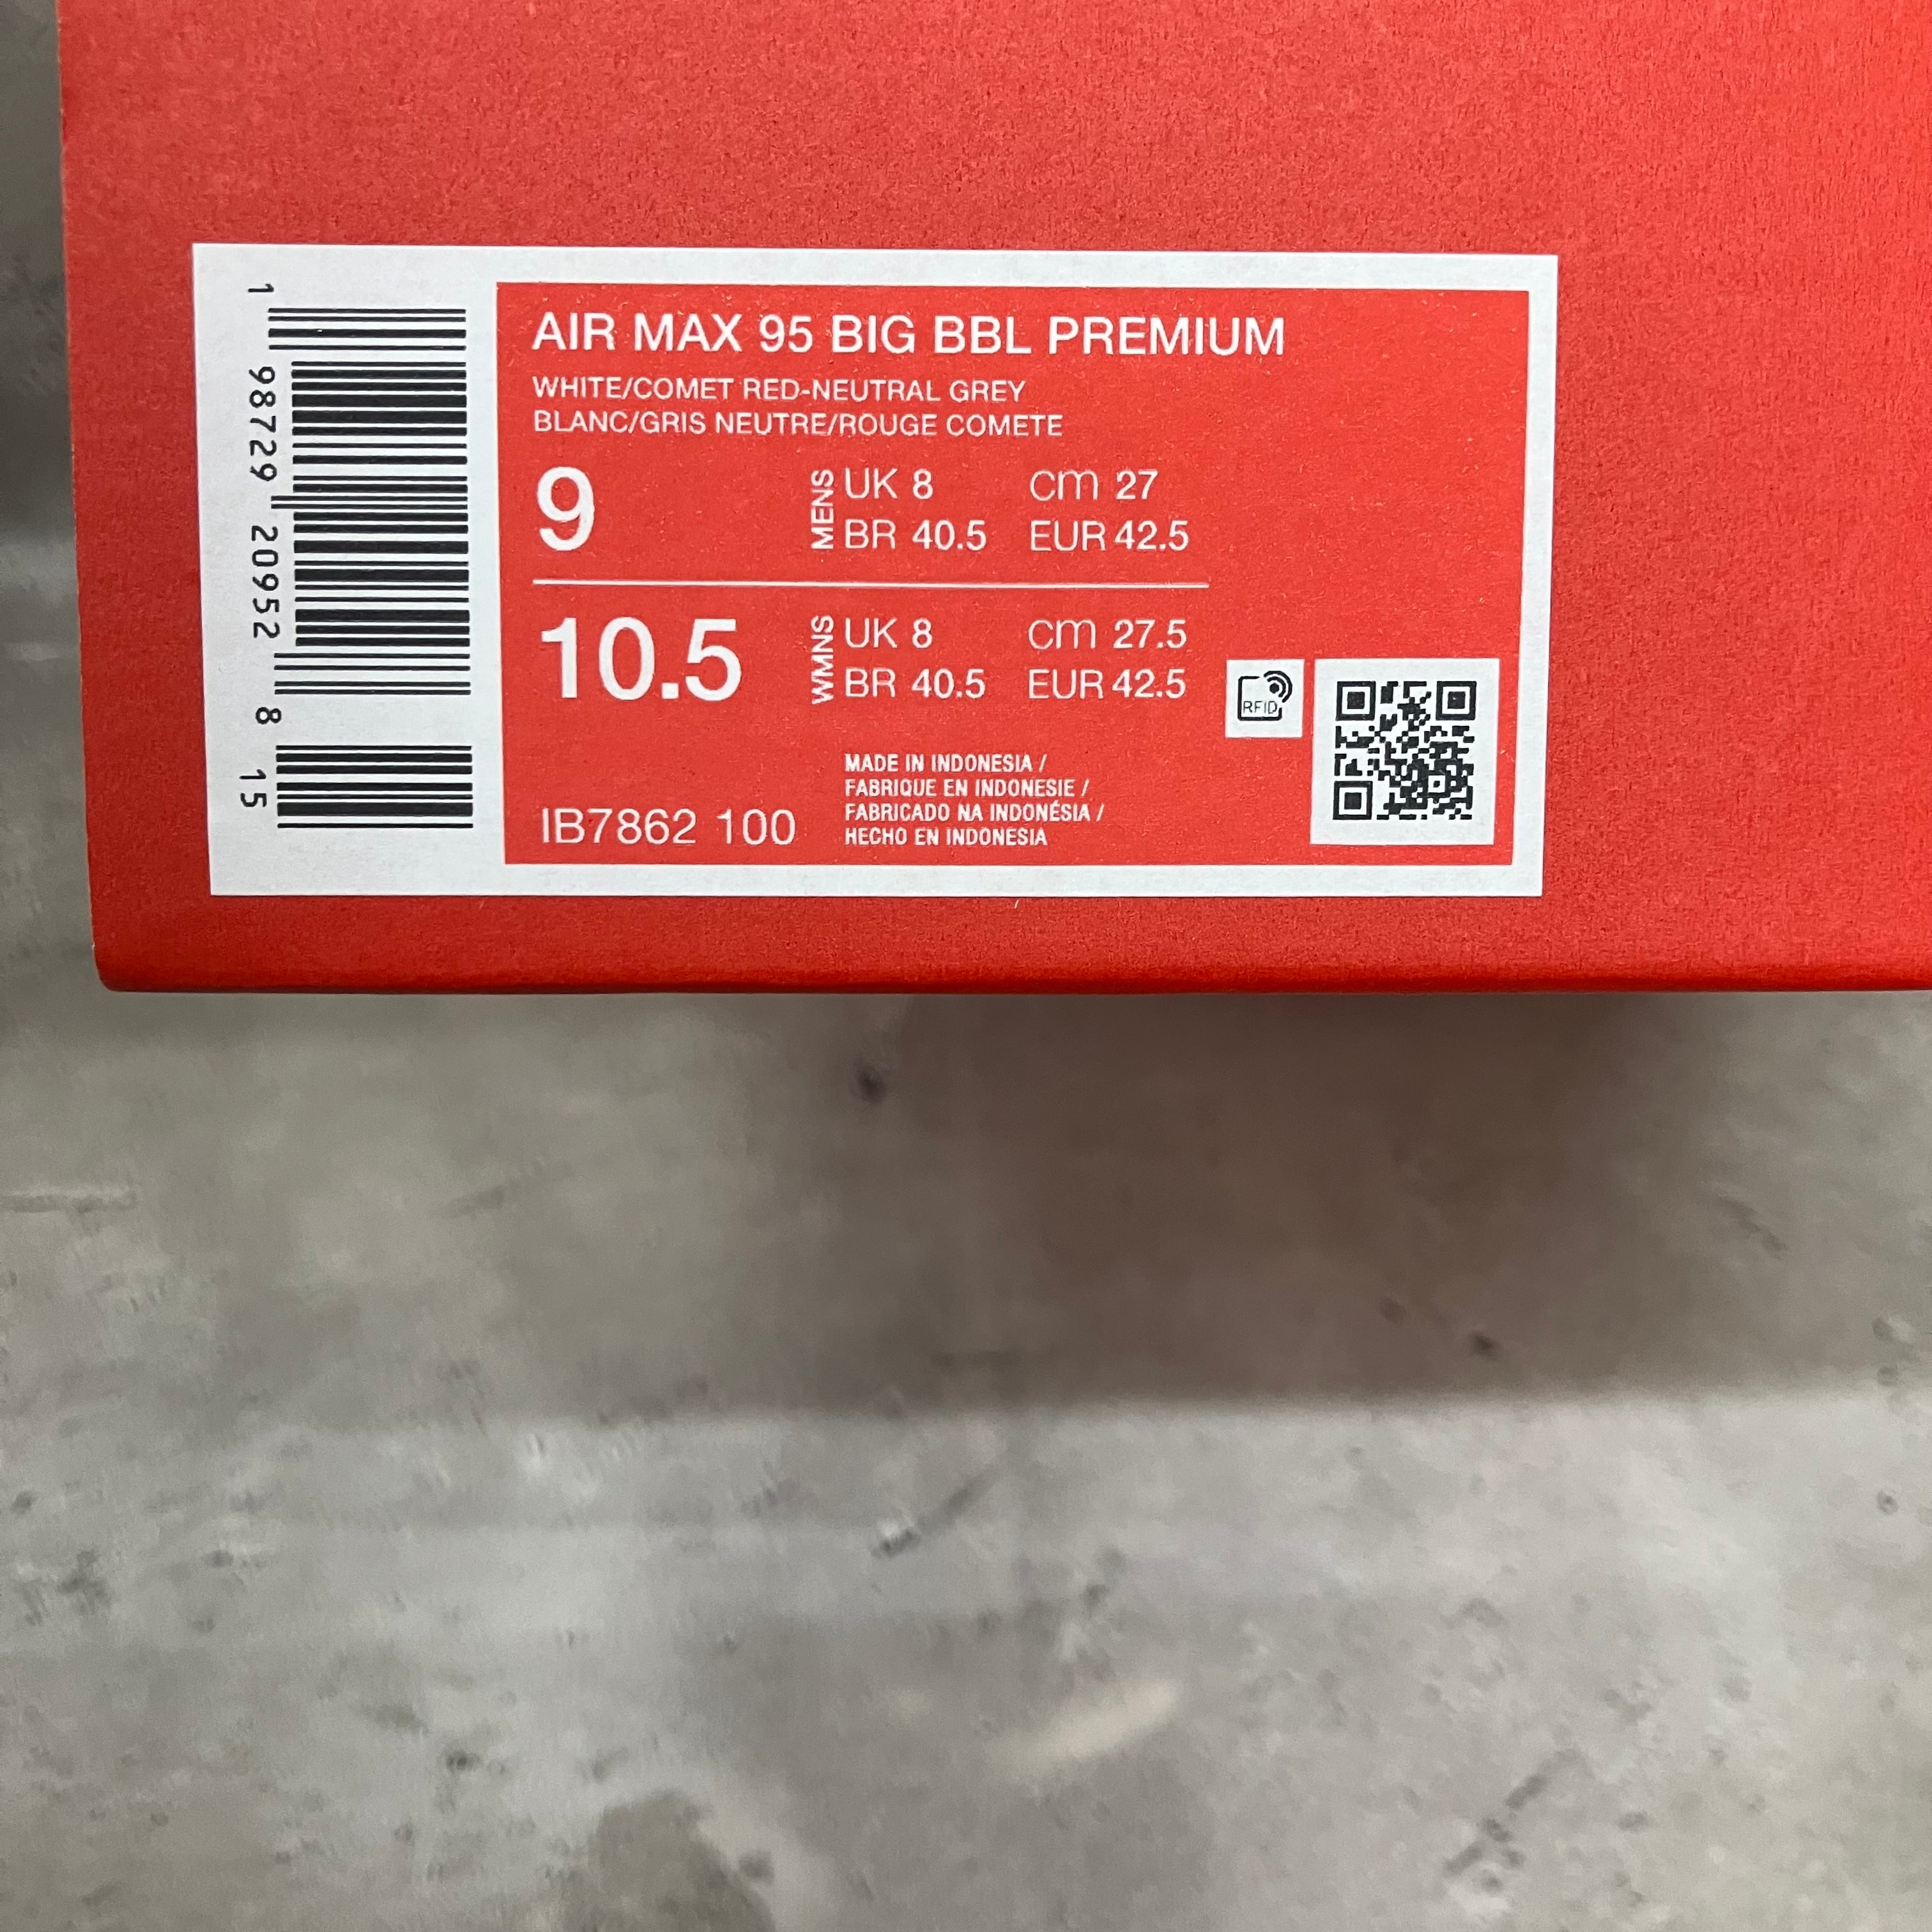 1 98729 20952 8 15
AIR MAX 95 BIG BBL PREMIUM
WHITE/COMET RED-NEUTRAL GREY
BLANC/GRIS NEUTRE/ROUGE COMETE
9
MENS
UK 8 cm 27
BR 40.5 EUR 42.5
10.5
WMNS
UK 8 cm 27.5
BR 40.5 EUR 42.5
RFID
MADE IN INDONESIA /
FABRIQUE EN INDONESIE /
FABRICADO NA INDONÉSIA /
HECHO EN INDONESIA
IB7862 100